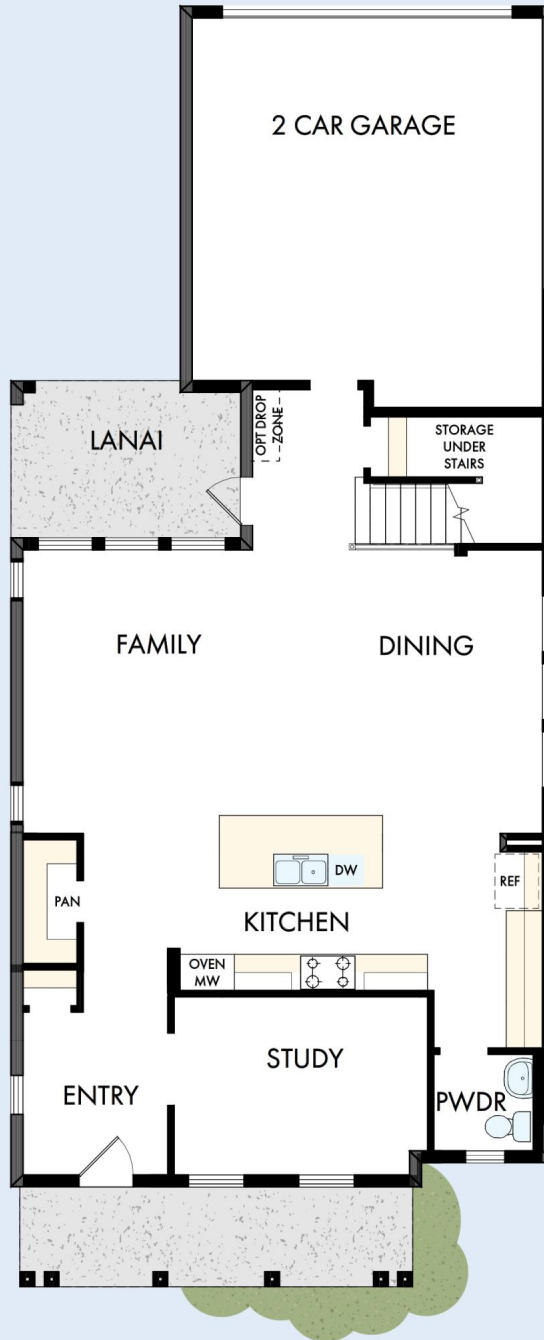 2 CAR GARAGE
LANAI
OPT DROP
ZONE
STORAGE
UNDER
STAIRS
FAMILY
DINING
DW
PAN
REF
KITCHEN
OVEN
MW
STUDY
ENTRY
PWDR